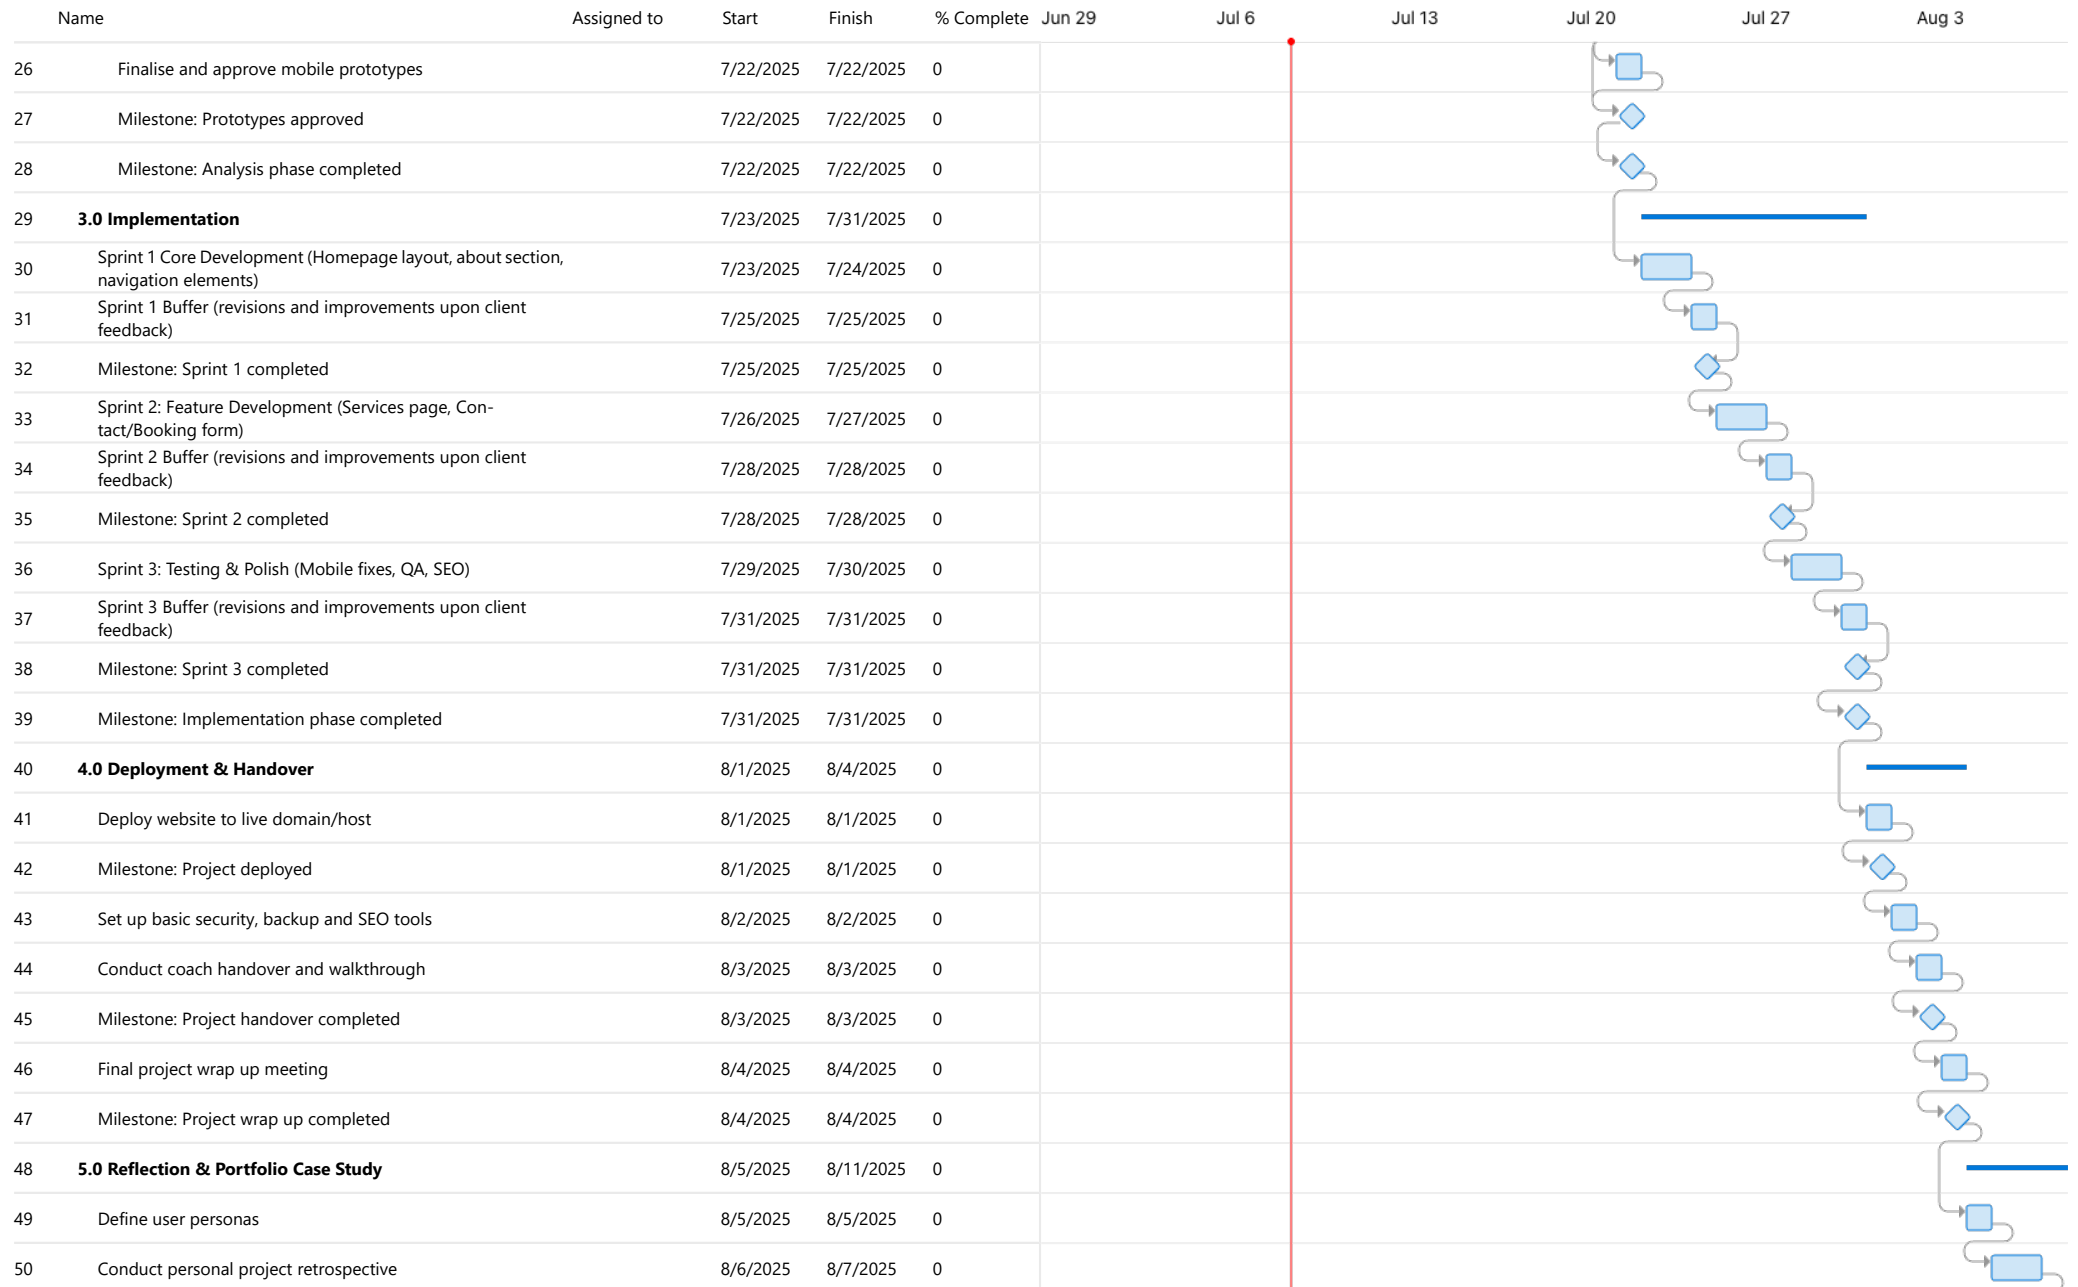 Name Assigned to Start Finish % Complete Jun 29 Jul 6 Jul 13 Jul 20 Jul 27 Aug 3
26 Finalise and approve mobile prototypes 7/22/2025 7/22/2025 0
27 Milestone: Prototypes approved 7/22/2025 7/22/2025 0
28 Milestone: Analysis phase completed 7/22/2025 7/22/2025 0
29 3.0 Implementation 7/23/2025 7/31/2025 0
30 Sprint 1 Core Development (Homepage layout, about section,
navigation elements) 7/23/2025 7/24/2025 0
31 Sprint 1 Buffer (revisions and improvements upon client
feedback) 7/25/2025 7/25/2025 0
32 Milestone: Sprint 1 completed 7/25/2025 7/25/2025 0
33 Sprint 2: Feature Development (Services page, Con-
tact/Booking form) 7/26/2025 7/27/2025 0
34 Sprint 2 Buffer (revisions and improvements upon client
feedback) 7/28/2025 7/28/2025 0
35 Milestone: Sprint 2 completed 7/28/2025 7/28/2025 0
36 Sprint 3: Testing & Polish (Mobile fixes, QA, SEO) 7/29/2025 7/30/2025 0
37 Sprint 3 Buffer (revisions and improvements upon client
feedback) 7/31/2025 7/31/2025 0
38 Milestone: Sprint 3 completed 7/31/2025 7/31/2025 0
39 Milestone: Implementation phase completed 7/31/2025 7/31/2025 0
40 4.0 Deployment & Handover 8/1/2025 8/4/2025 0
41 Deploy website to live domain/host 8/1/2025 8/1/2025 0
42 Milestone: Project deployed 8/1/2025 8/1/2025 0
43 Set up basic security, backup and SEO tools 8/2/2025 8/2/2025 0
44 Conduct coach handover and walkthrough 8/3/2025 8/3/2025 0
45 Milestone: Project handover completed 8/3/2025 8/3/2025 0
46 Final project wrap up meeting 8/4/2025 8/4/2025 0
47 Milestone: Project wrap up completed 8/4/2025 8/4/2025 0
48 5.0 Reflection & Portfolio Case Study 8/5/2025 8/11/2025 0
49 Define user personas 8/5/2025 8/5/2025 0
50 Conduct personal project retrospective 8/6/2025 8/7/2025 0